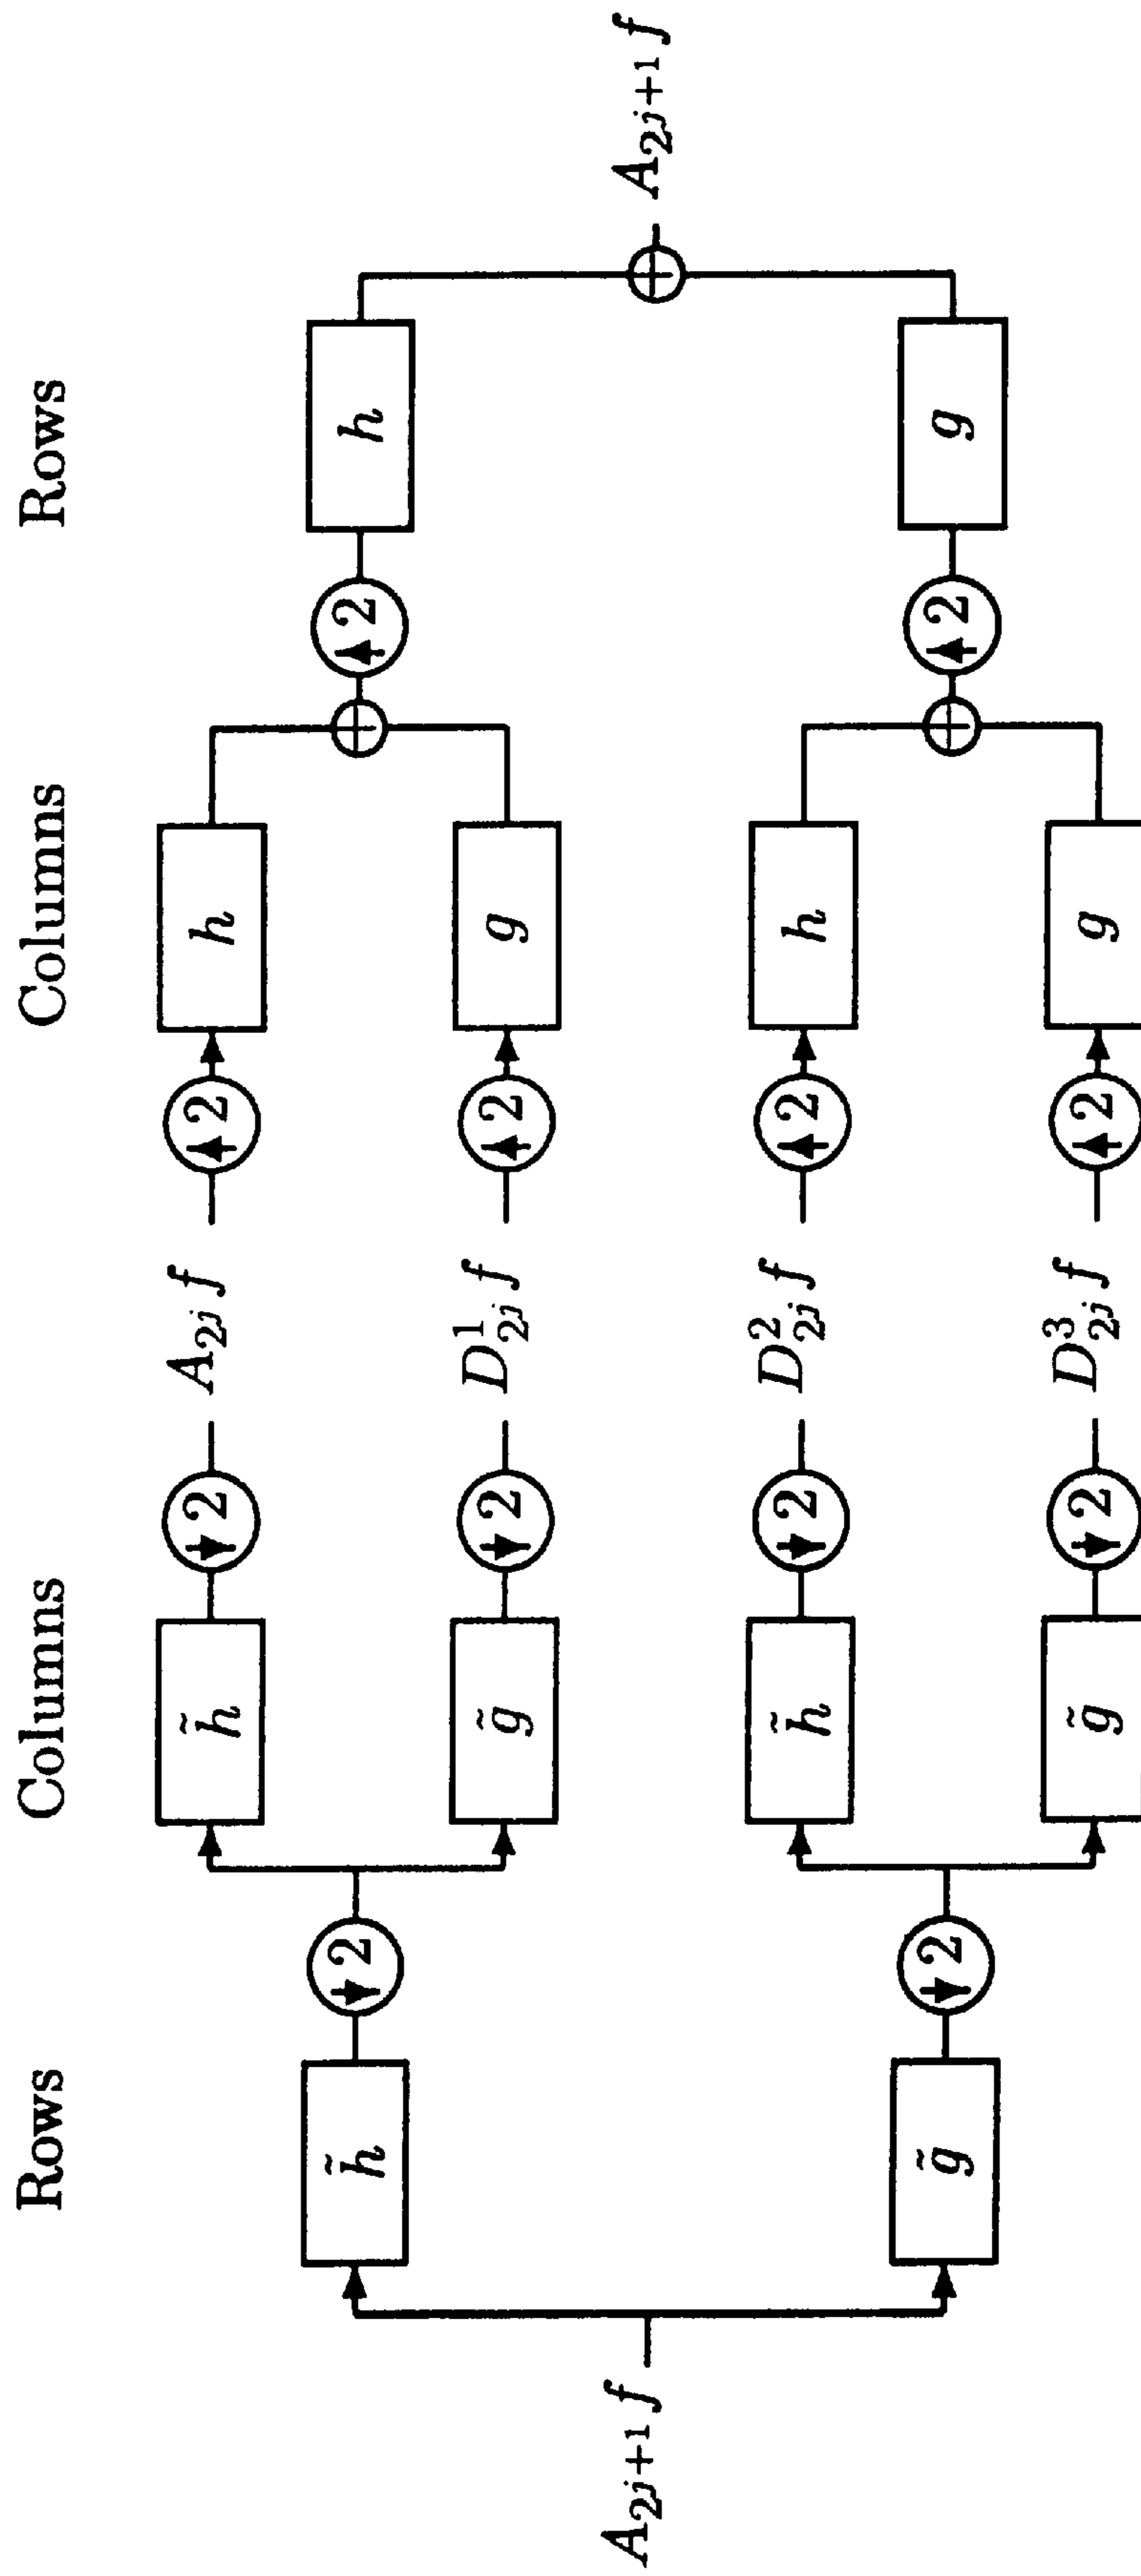 Rows Columns Columns Rows
h̃ ↓2 A_{2^j} f ↑2 h
h̃ ↓2 ↑2 h
g̃ ↓2 D^1_{2^j} f ↑2 g
A_{2^{j+1}} f A_{2^{j+1}} f
h̃ ↓2 D^2_{2^j} f ↑2 h
g̃ ↓2 ↑2 g
g̃ ↓2 D^3_{2^j} f ↑2 g